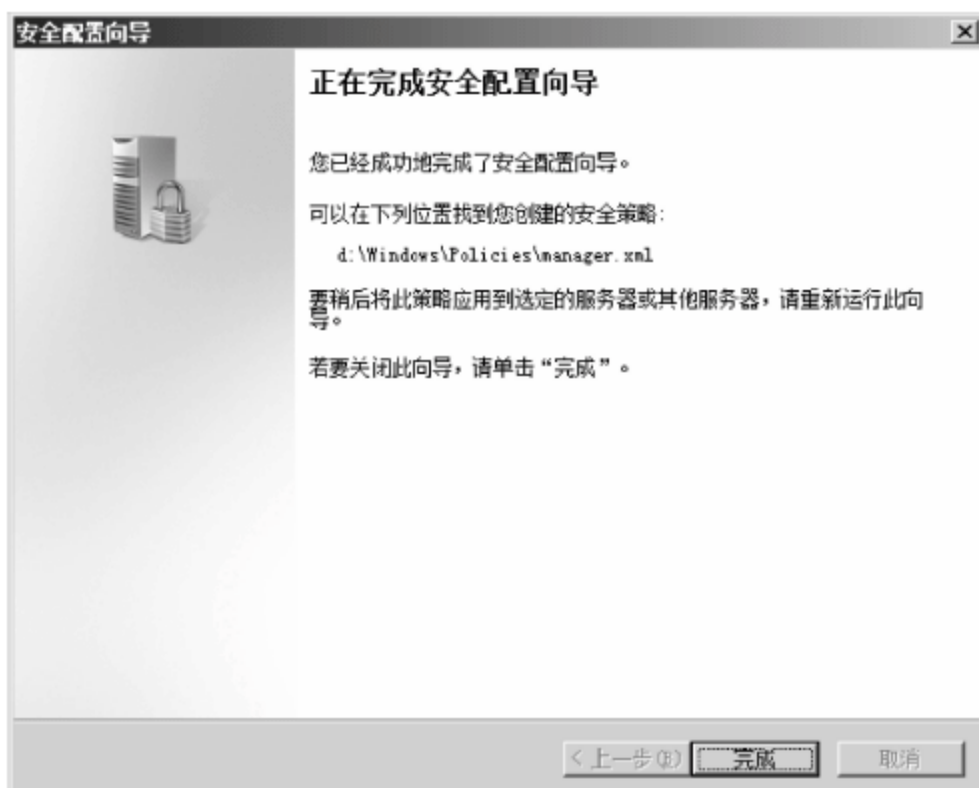 安全配置向导
正在完成安全配置向导
您已经成功地完成了安全配置向导。
可以在下列位置找到您创建的安全策略:
d:\Windows\Policies\manager.xml
要稍后将此策略应用到选定的服务器或其他服务器，请重新运行此向
导。
若要关闭此向导，请单击“完成”。
< 上一步(B) 完成 取消